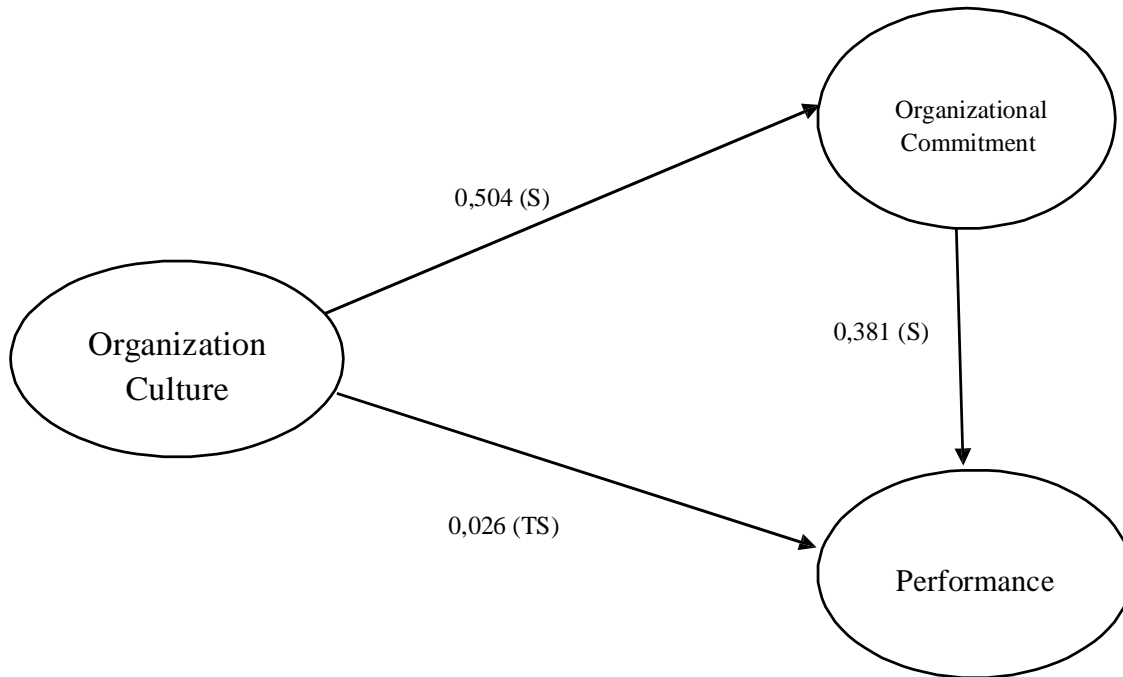 Organizational
Commitment
0,504 (S)
Organization
Culture
0,381 (S)
0,026 (TS)
Performance